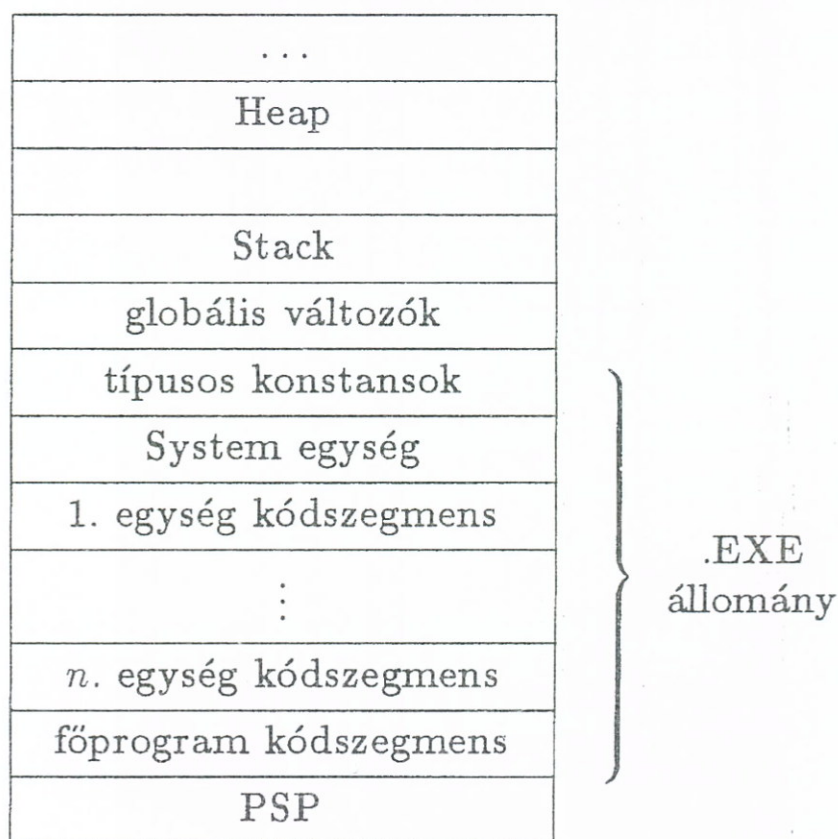 ...
Heap
Stack
globális változók
típusos konstansok
System egység
1. egység kódszegmens
⋮
n. egység kódszegmens
főprogram kódszegmens
PSP
.EXE
állomány